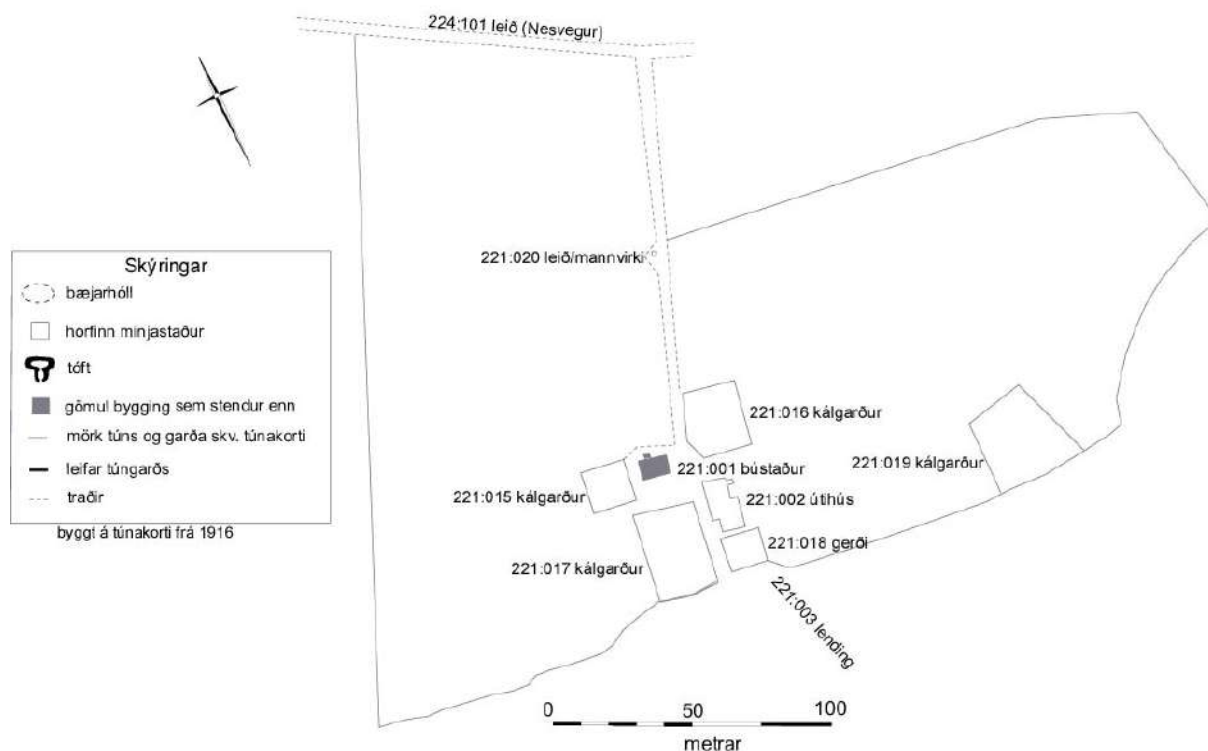 224:101 leið (Nesvegur)
221:020 leið/mannvirki
Skýringar
bæjarhóll
horfinn minjastaður
tóft
gömul bygging sem stendur enn
mörk túns og garða skv. túnakorti
leifar túngarðs
traðir
byggt á túnakorti frá 1916
221:016 kálgarður
221:001 bústaður
221:019 kálgarður
221:015 kálgarður
221:002 útihús
221:018 gerði
221:017 kálgarður
221:003 lending
0 50 100
metrar